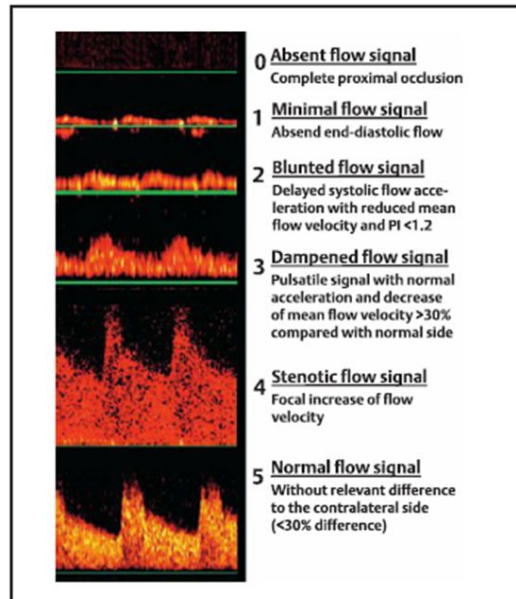 0 Absent flow signal
Complete proximal occlusion
1 Minimal flow signal
Absend end-diastolic flow
2 Blunted flow signal
Delayed systolic flow acce-
leration with reduced mean
flow velocity and PI <1.2
3 Dampened flow signal
Pulsatile signal with normal
acceleration and decrease
of mean flow velocity >30%
compared with normal side
4 Stenotic flow signal
Focal increase of flow
velocity
5 Normal flow signal
Without relevant difference
to the contralateral side
(<30% difference)